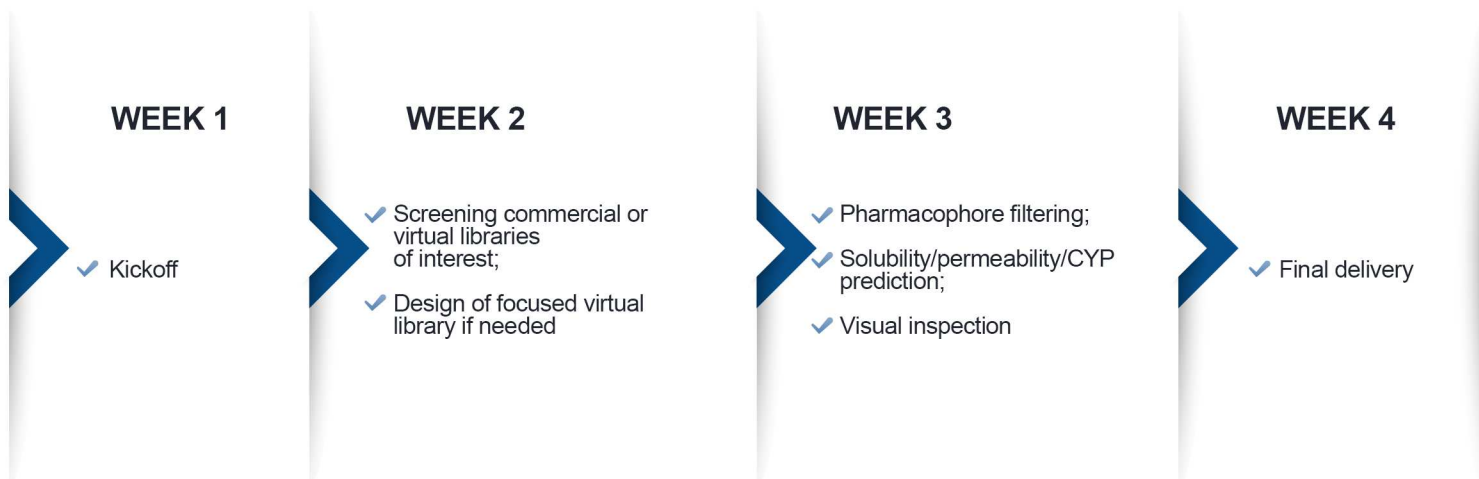 WEEK 1
Kickoff
WEEK 2
Screening commercial or
virtual libraries
of interest;
Design of focused virtual
library if needed
WEEK 3
Pharmacophore filtering;
Solubility/permeability/CYP
prediction;
Visual inspection
WEEK 4
Final delivery